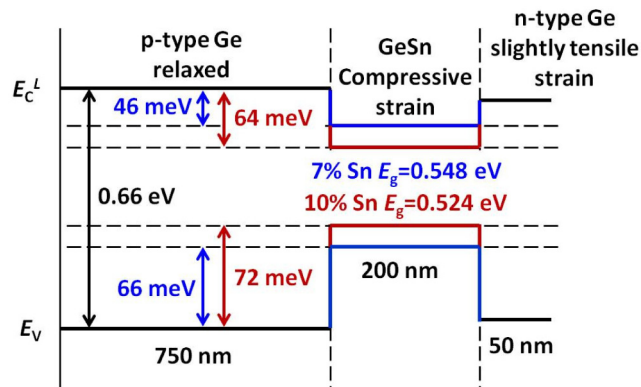 p-type Ge
relaxed
GeSn
Compressive
strain
n-type Ge
slightly tensile
strain
E_C^L
46 meV
64 meV
0.66 eV
7% Sn E_g=0.548 eV
10% Sn E_g=0.524 eV
66 meV
72 meV
200 nm
E_V
750 nm
50 nm